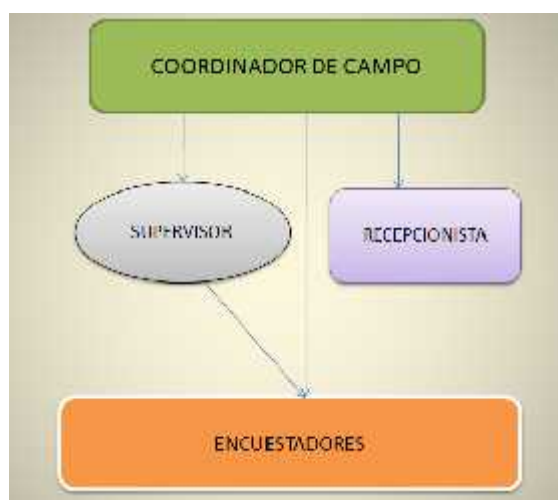 COORDINADOR DE CAMPO
SUPERVISOR
RECEPCIONISTA
ENCUESTADORES